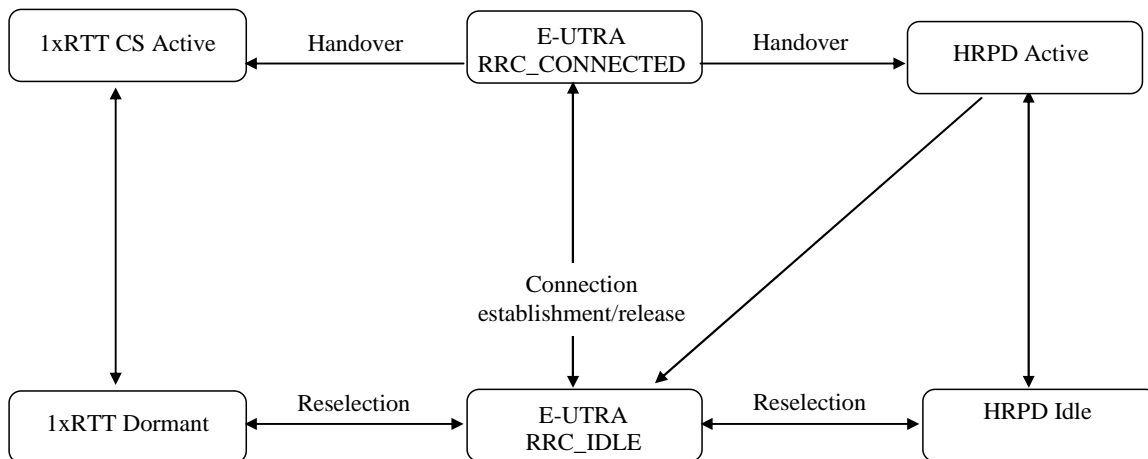 1xRTT CS Active
Handover
E-UTRA
RRC_CONNECTED
Handover
HRPD Active
Connection
establishment/release
1xRTT Dormant
Reselection
E-UTRA
RRC_IDLE
Reselection
HRPD Idle